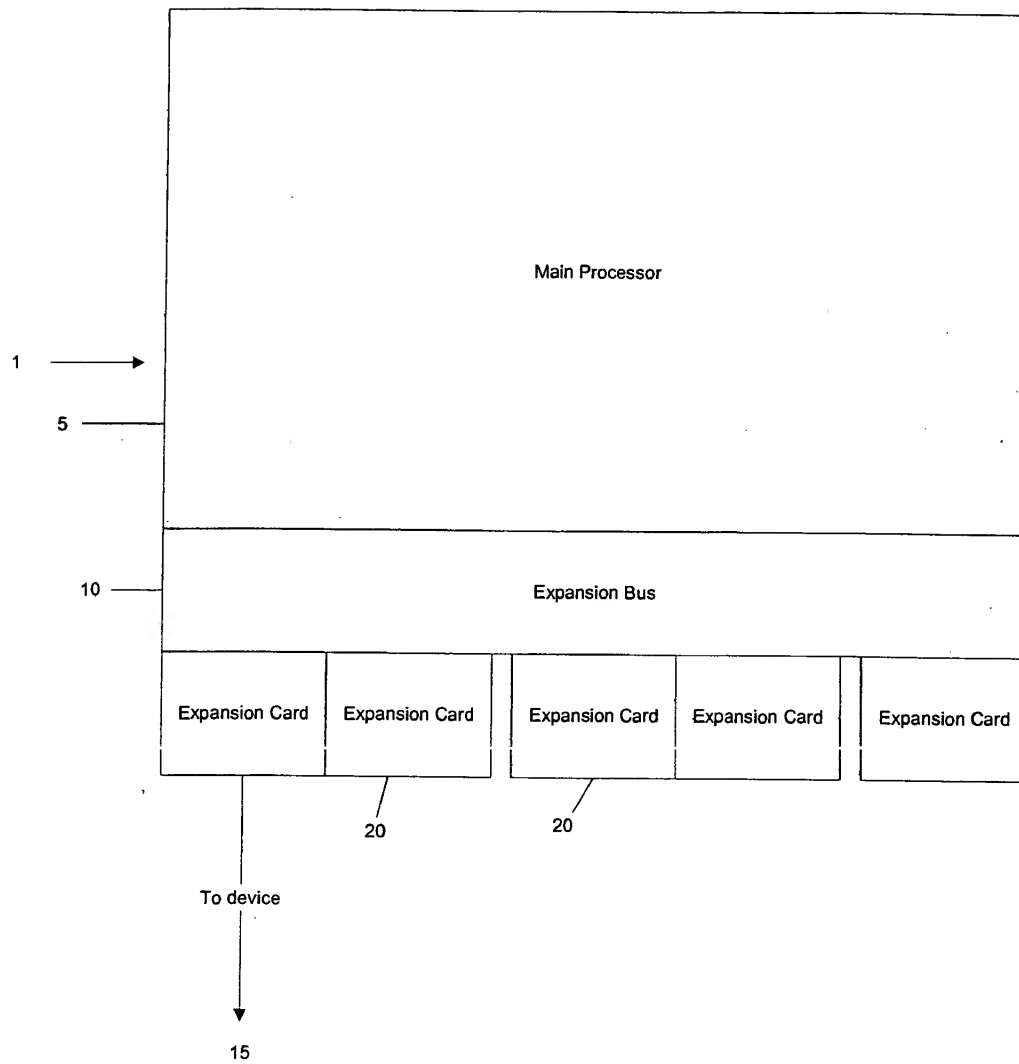 Main Processor
1
5
10
Expansion Bus
Expansion Card Expansion Card Expansion Card Expansion Card Expansion Card
20
20
To device
15